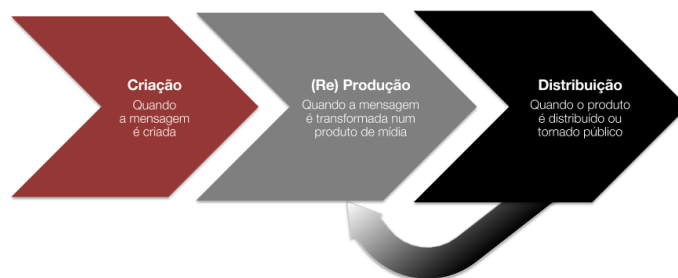 Criação
Quando
a mensagem
é criada
(Re) Produção
Quando a mensagem
é transformada num
produto de mídia
Distribuição
Quando o produto
é distribuído ou
tornado público